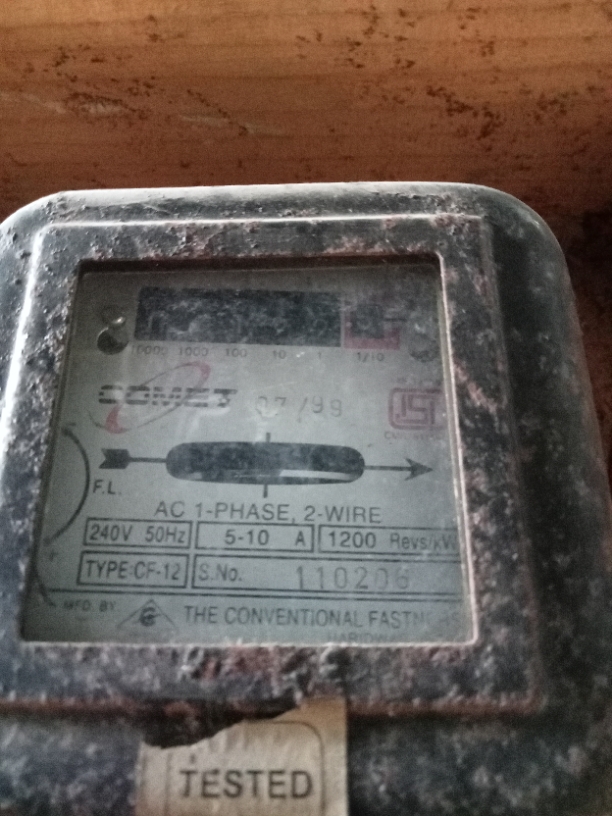 10000 1000 100 10 1 1/10
COMET 07/99
ISI
F.L.
AC 1-PHASE, 2-WIRE
240V 50Hz 5-10 A 1200 Revs/kW
TYPE-CF-12 S.No. 110206
MFD. BY THE CONVENTIONAL FASTNERS
TESTED